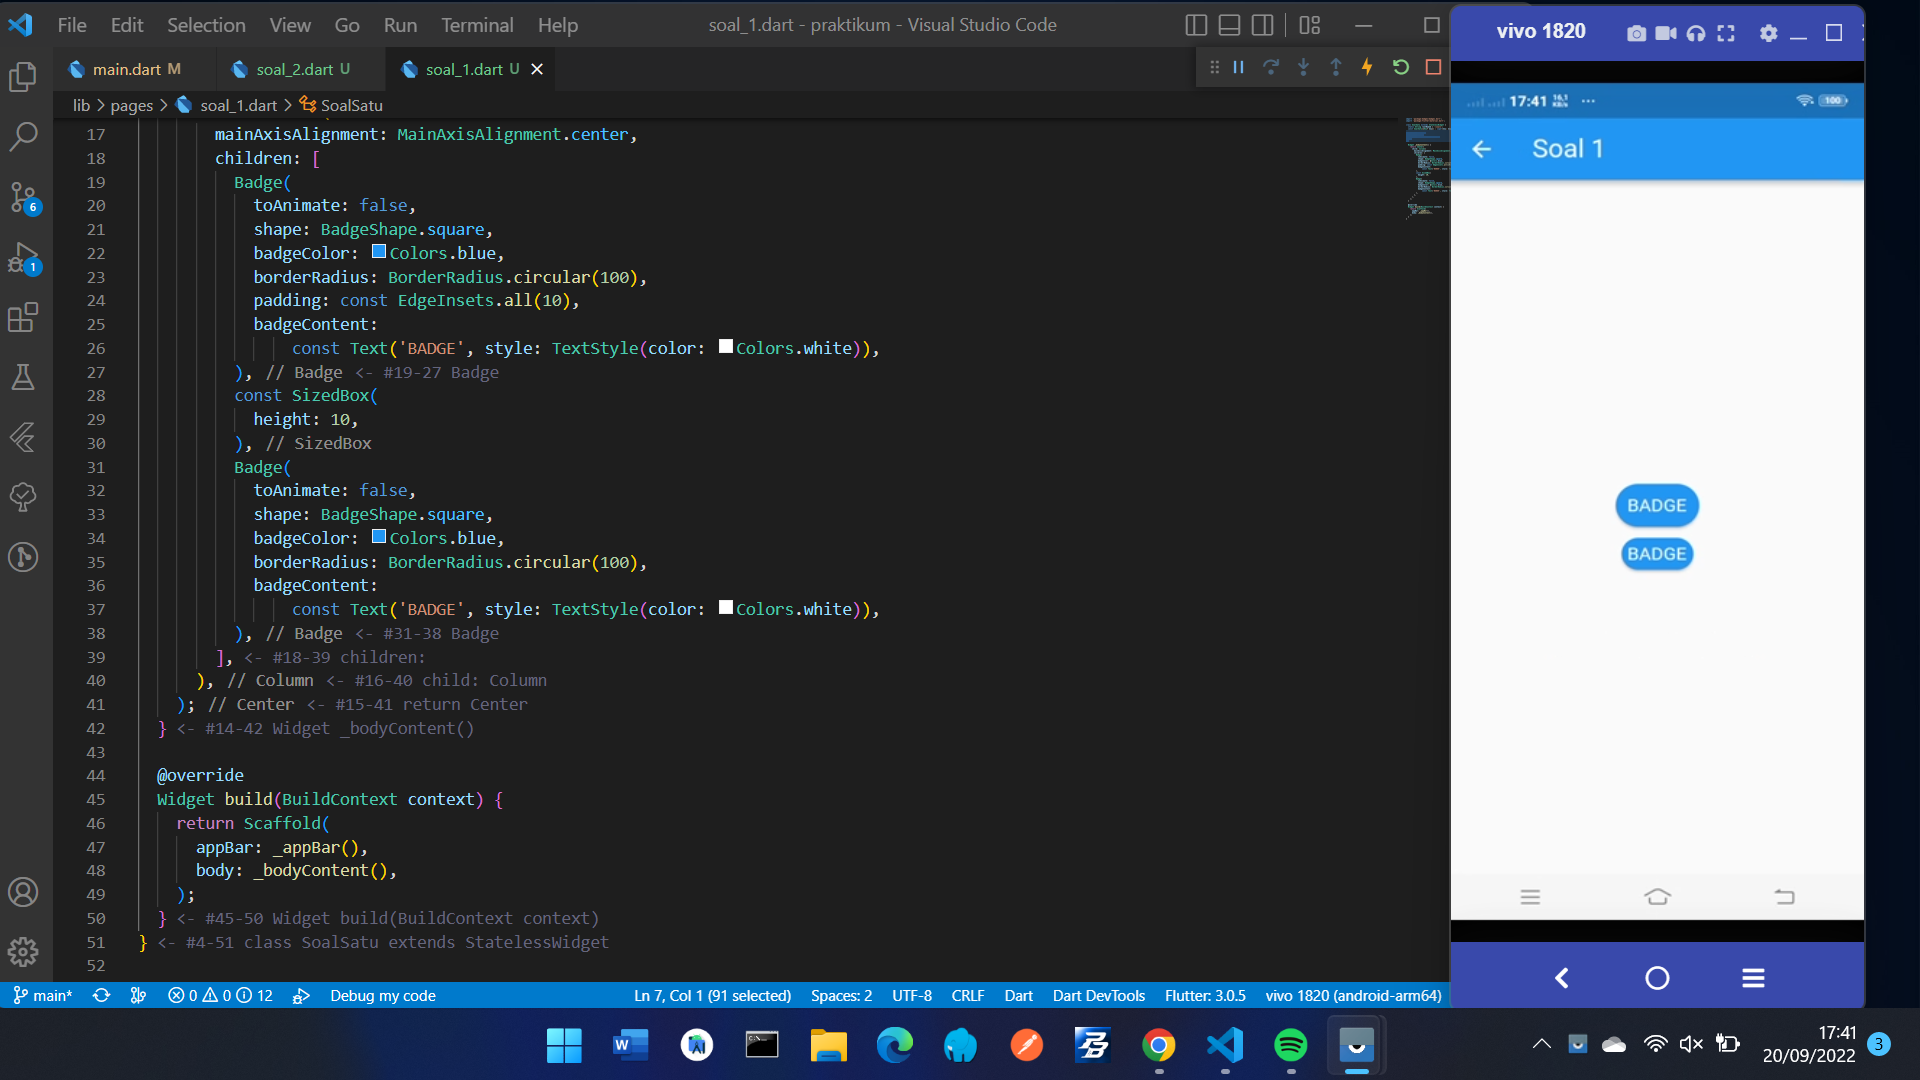 File Edit Selection View Go Run Terminal Help
soal_1.dart - praktikum - Visual Studio Code
main.dart M
soal_2.dart U
soal_1.dart U
lib > pages > soal_1.dart > SoalSatu
17 mainAxisAlignment: MainAxisAlignment.center,
18 children: [
19 Badge(
20 toAnimate: false,
21 shape: BadgeShape.square,
22 badgeColor: Colors.blue,
23 borderRadius: BorderRadius.circular(100),
24 padding: const EdgeInsets.all(10),
25 badgeContent:
26 const Text('BADGE', style: TextStyle(color: Colors.white)),
27 ), // Badge <- #19-27 Badge
28 const SizedBox(
29 height: 10,
30 ), // SizedBox
31 Badge(
32 toAnimate: false,
33 shape: BadgeShape.square,
34 badgeColor: Colors.blue,
35 borderRadius: BorderRadius.circular(100),
36 badgeContent:
37 const Text('BADGE', style: TextStyle(color: Colors.white)),
38 ), // Badge <- #31-38 Badge
39 ], <- #18-39 children:
40 ), // Column <- #16-40 child: Column
41 ); // Center <- #15-41 return Center
42 } <- #14-42 Widget _bodyContent()
43
44 @override
45 Widget build(BuildContext context) {
46 return Scaffold(
47 appBar: _appBar(),
48 body: _bodyContent(),
49 );
50 } <- #45-50 Widget build(BuildContext context)
51 } <- #4-51 class SoalSatu extends StatelessWidget
52
6
1
main* 0 0 12 Debug my code
Ln 7, Col 1 (91 selected) Spaces: 2 UTF-8 CRLF Dart Dart DevTools Flutter: 3.0.5 vivo 1820 (android-arm64)
vivo 1820
17:41 16,1 KB/s ··· 100
Soal 1
BADGE
BADGE
W
17:41
20/09/2022
3